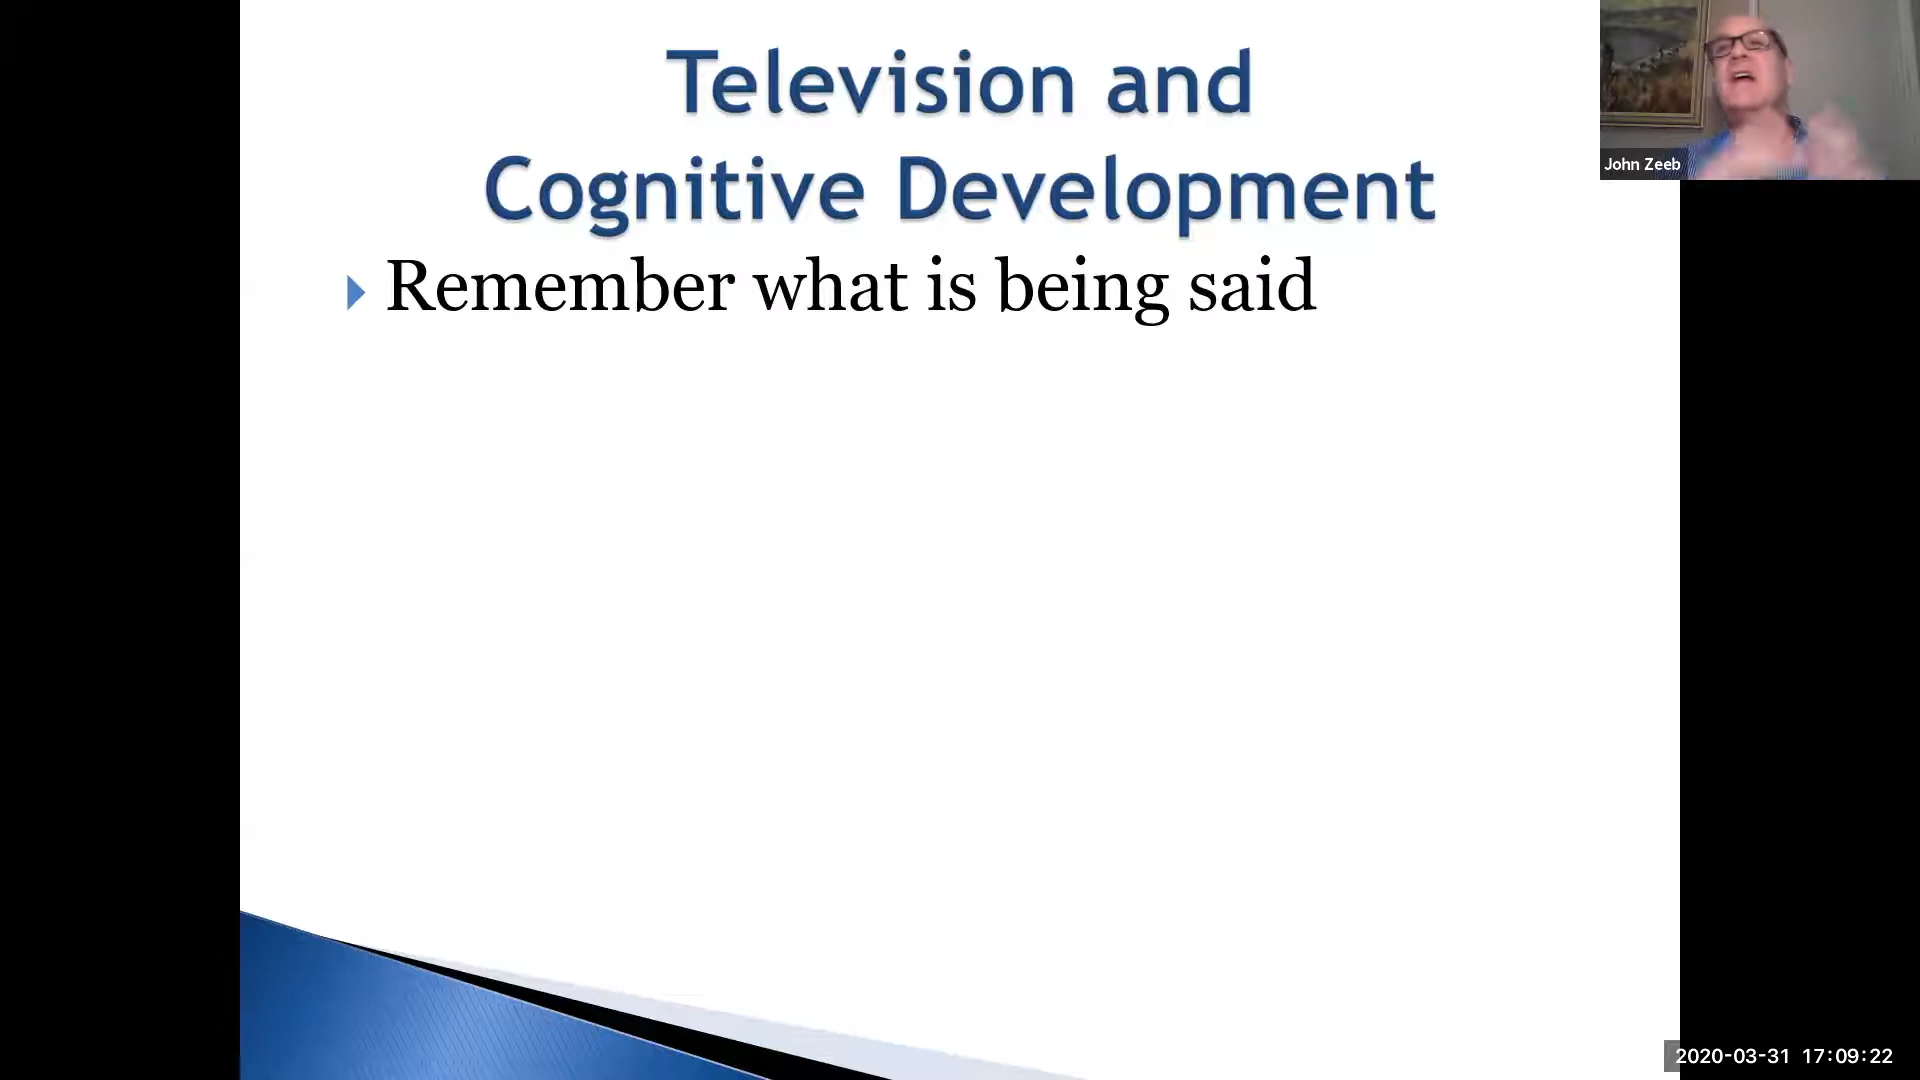 Television and
Cognitive Development
Remember what is being said
John Zeeb
2020-03-31 17:09:22